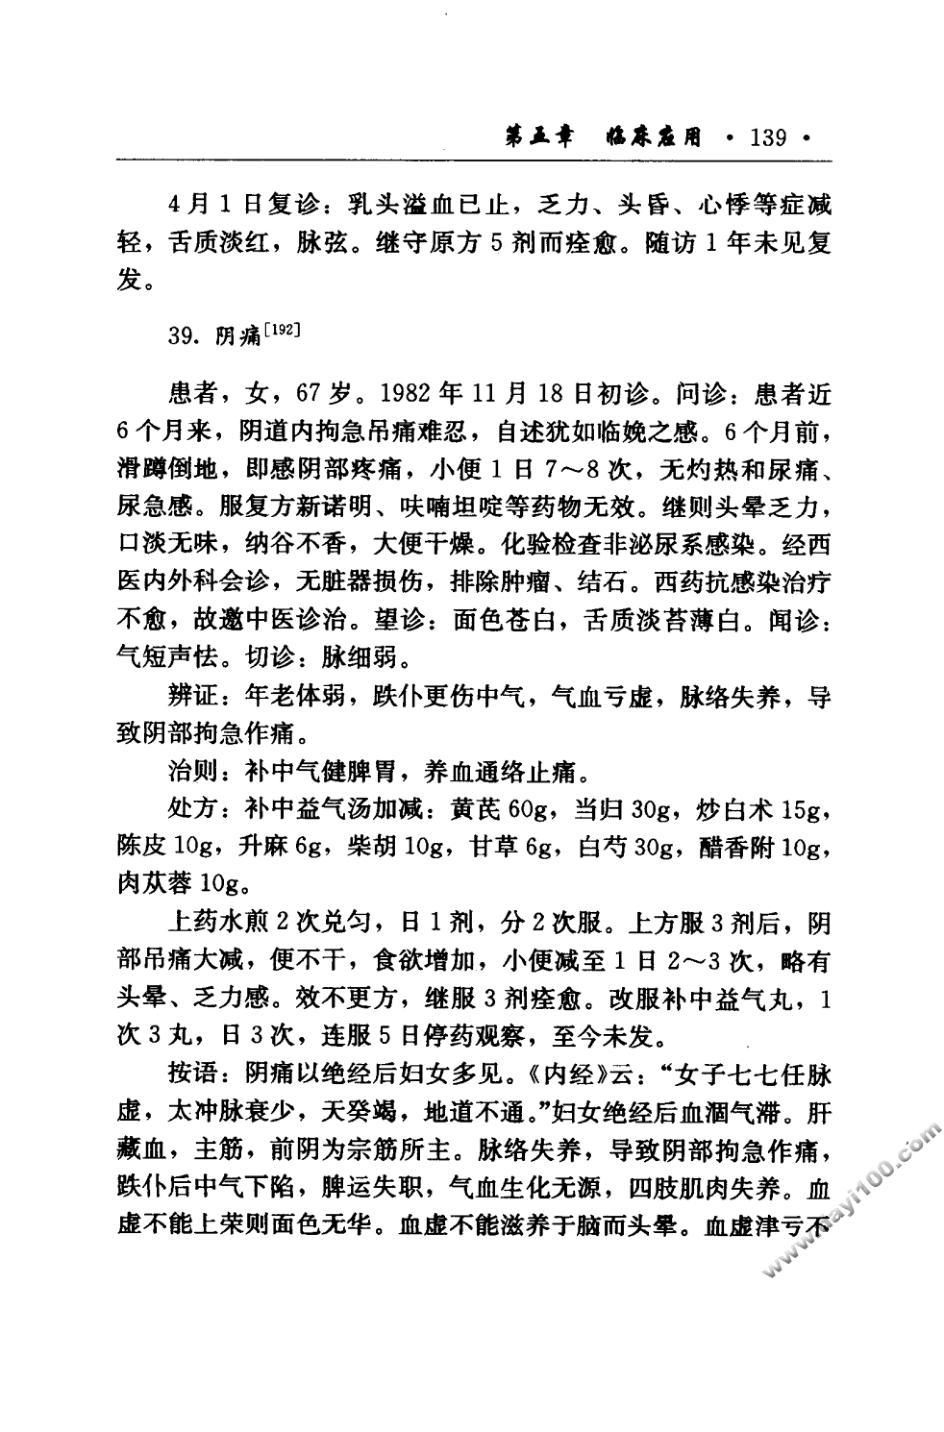 第五章 临床应用 · 139 ·
4月1日复诊：乳头溢血已止，乏力、头昏、心悸等症减
轻，舌质淡红，脉弦。继守原方5剂而痊愈。随访1年未见复
发。
39. 阴痛[192]
患者，女，67岁。1982年11月18日初诊。问诊：患者近
6个月来，阴道内拘急吊痛难忍，自述犹如临娩之感。6个月前，
滑蹲倒地，即感阴部疼痛，小便1日7～8次，无灼热和尿痛、
尿急感。服复方新诺明、呋喃坦啶等药物无效。继则头晕乏力，
口淡无味，纳谷不香，大便干燥。化验检查非泌尿系感染。经西
医内外科会诊，无脏器损伤，排除肿瘤、结石。西药抗感染治疗
不愈，故邀中医诊治。望诊：面色苍白，舌质淡苔薄白。闻诊：
气短声怯。切诊：脉细弱。
辨证：年老体弱，跌仆更伤中气，气血亏虚，脉络失养，导
致阴部拘急作痛。
治则：补中气健脾胃，养血通络止痛。
处方：补中益气汤加减：黄芪60g，当归30g，炒白术15g，
陈皮10g，升麻6g，柴胡10g，甘草6g，白芍30g，醋香附10g，
肉苁蓉10g。
上药水煎2次兑匀，日1剂，分2次服。上方服3剂后，阴
部吊痛大减，便不干，食欲增加，小便减至1日2～3次，略有
头晕、乏力感。效不更方，继服3剂痊愈。改服补中益气丸，1
次3丸，日3次，连服5日停药观察，至今未发。
按语：阴痛以绝经后妇女多见。《内经》云：“女子七七任脉
虚，太冲脉衰少，天癸竭，地道不通。”妇女绝经后血涸气滞。肝
藏血，主筋，前阴为宗筋所主。脉络失养，导致阴部拘急作痛，
跌仆后中气下陷，脾运失职，气血生化无源，四肢肌肉失养。血
虚不能上荣则面色无华。血虚不能滋养于脑而头晕。血虚津亏不